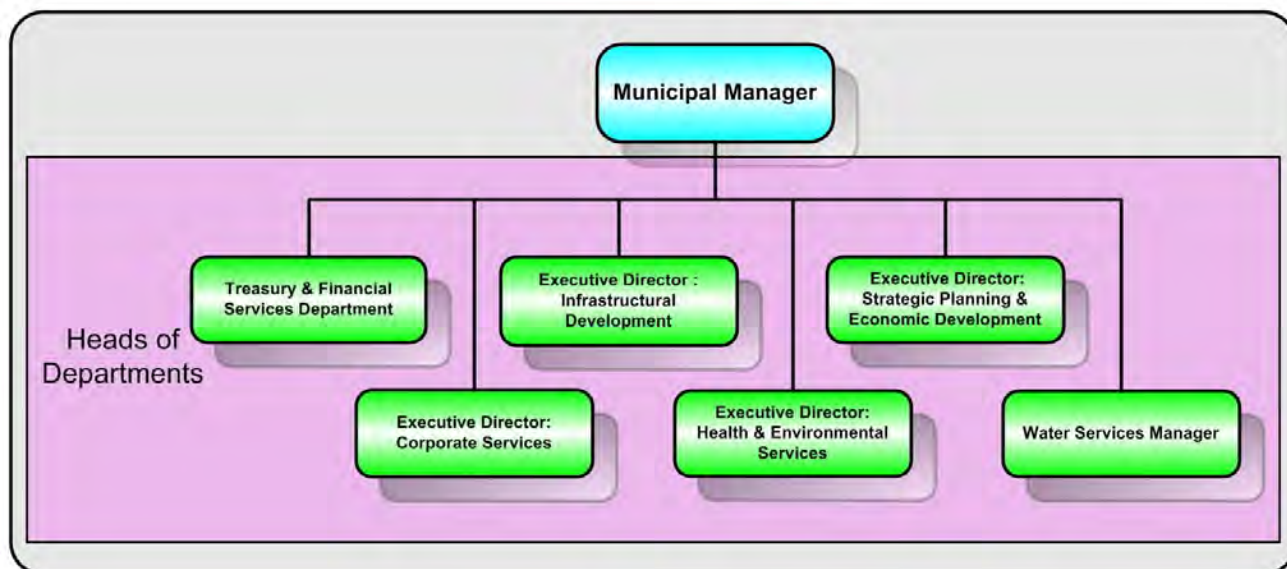 Municipal Manager
Treasury & Financial
Services Department
Executive Director :
Infrastructural
Development
Executive Director:
Strategic Planning &
Economic Development
Heads of
Departments
Executive Director:
Corporate Services
Executive Director:
Health & Environmental
Services
Water Services Manager